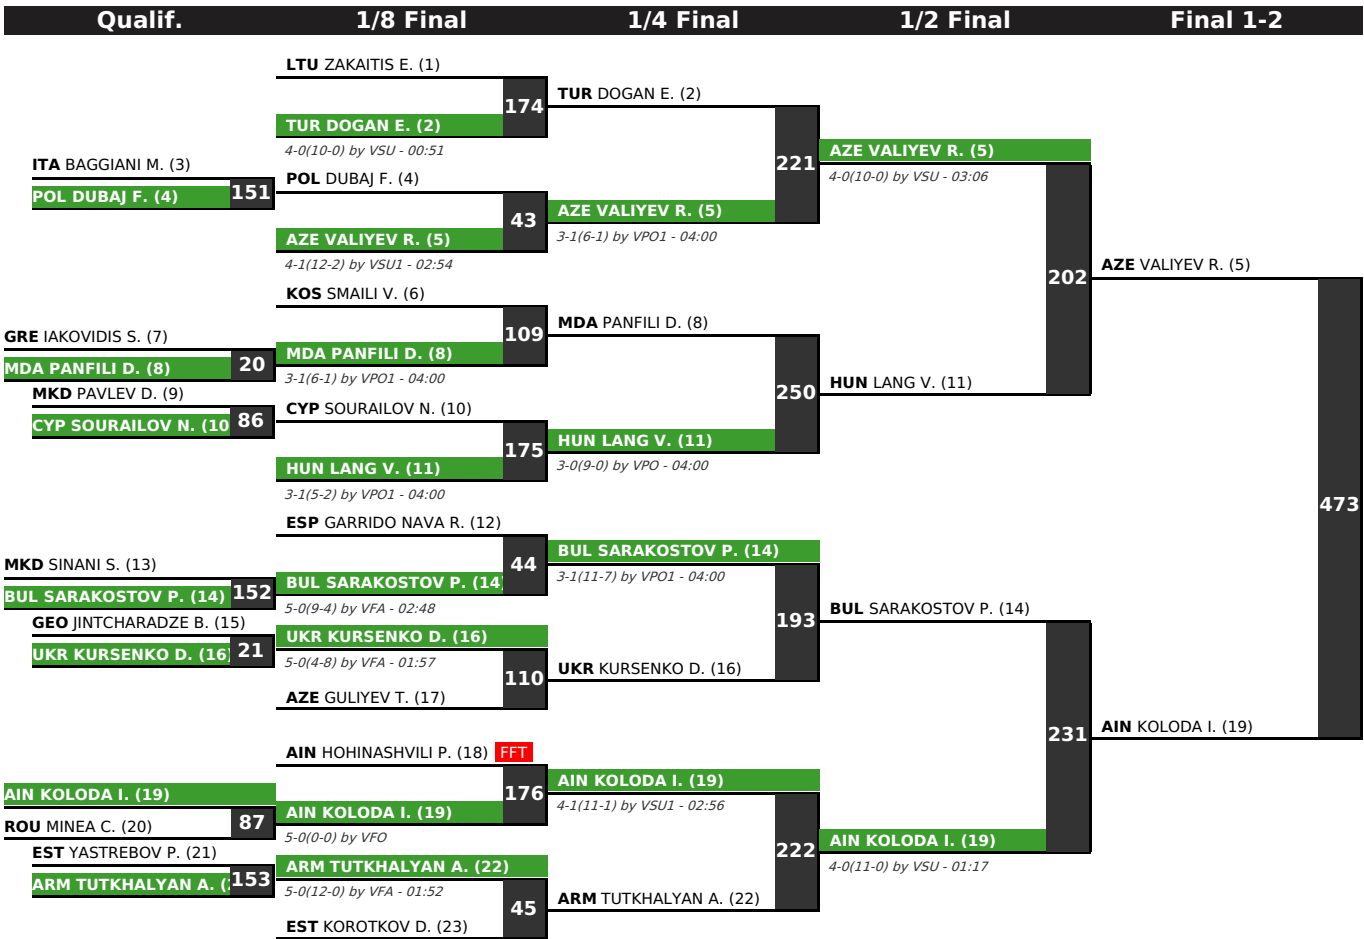 Qualif.
1/8 Final
1/4 Final
1/2 Final
Final 1-2
ITA BAGGIANI M. (3)
POL DUBAJ F. (4)
151
GRE IAKOVIDIS S. (7)
MDA PANFILI D. (8)
20
MKD PAVLEV D. (9)
CYP SOURAILOV N. (10
86
MKD SINANI S. (13)
BUL SARAKOSTOV P. (14)
152
GEO JINTCHARADZE B. (15)
UKR KURSENKO D. (16)
21
AIN KOLODA I. (19)
ROU MINEA C. (20)
87
EST YASTREBOV P. (21)
ARM TUTKHALYAN A. (
153
LTU ZAKAITIS E. (1)
TUR DOGAN E. (2)
174
4-0(10-0) by VSU - 00:51
POL DUBAJ F. (4)
AZE VALIYEV R. (5)
43
4-1(12-2) by VSU1 - 02:54
KOS SMAILI V. (6)
MDA PANFILI D. (8)
109
3-1(6-1) by VPO1 - 04:00
CYP SOURAILOV N. (10)
HUN LANG V. (11)
175
3-1(5-2) by VPO1 - 04:00
ESP GARRIDO NAVA R. (12)
BUL SARAKOSTOV P. (14)
44
5-0(9-4) by VFA - 02:48
UKR KURSENKO D. (16)
5-0(4-8) by VFA - 01:57
AZE GULIYEV T. (17)
110
AIN HOHINASHVILI P. (18) FFT
AIN KOLODA I. (19)
176
5-0(0-0) by VFO
ARM TUTKHALYAN A. (22)
5-0(12-0) by VFA - 01:52
EST KOROTKOV D. (23)
45
TUR DOGAN E. (2)
AZE VALIYEV R. (5)
221
3-1(6-1) by VPO1 - 04:00
MDA PANFILI D. (8)
HUN LANG V. (11)
250
3-0(9-0) by VPO - 04:00
BUL SARAKOSTOV P. (14)
3-1(11-7) by VPO1 - 04:00
UKR KURSENKO D. (16)
193
AIN KOLODA I. (19)
4-1(11-1) by VSU1 - 02:56
ARM TUTKHALYAN A. (22)
222
AZE VALIYEV R. (5)
4-0(10-0) by VSU - 03:06
HUN LANG V. (11)
202
BUL SARAKOSTOV P. (14)
AIN KOLODA I. (19)
231
4-0(11-0) by VSU - 01:17
AZE VALIYEV R. (5)
AIN KOLODA I. (19)
473